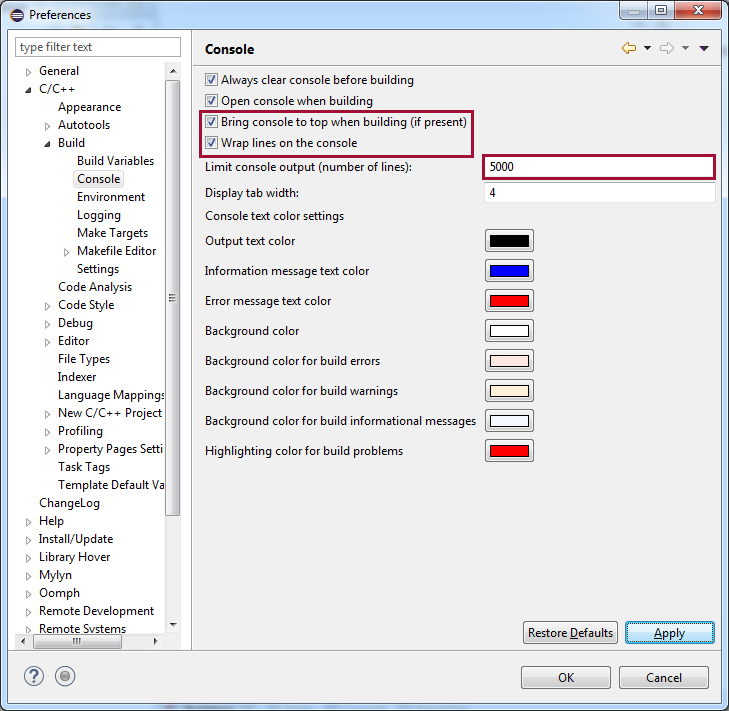 Preferences
type filter text
General
C/C++
Appearance
Autotools
Build
Build Variables
Console
Environment
Logging
Make Targets
Makefile Editor
Settings
Code Analysis
Code Style
Debug
Editor
File Types
Indexer
Language Mappings
New C/C++ Project
Profiling
Property Pages Setti
Task Tags
Template Default Va
ChangeLog
Help
Install/Update
Library Hover
Mylyn
Oomph
Remote Development
Remote Systems
Console
Always clear console before building
Open console when building
Bring console to top when building (if present)
Wrap lines on the console
Limit console output (number of lines): 5000
Display tab width: 4
Console text color settings
Output text color
Information message text color
Error message text color
Background color
Background color for build errors
Background color for build warnings
Background color for build informational messages
Highlighting color for build problems
Restore Defaults Apply
? OK Cancel